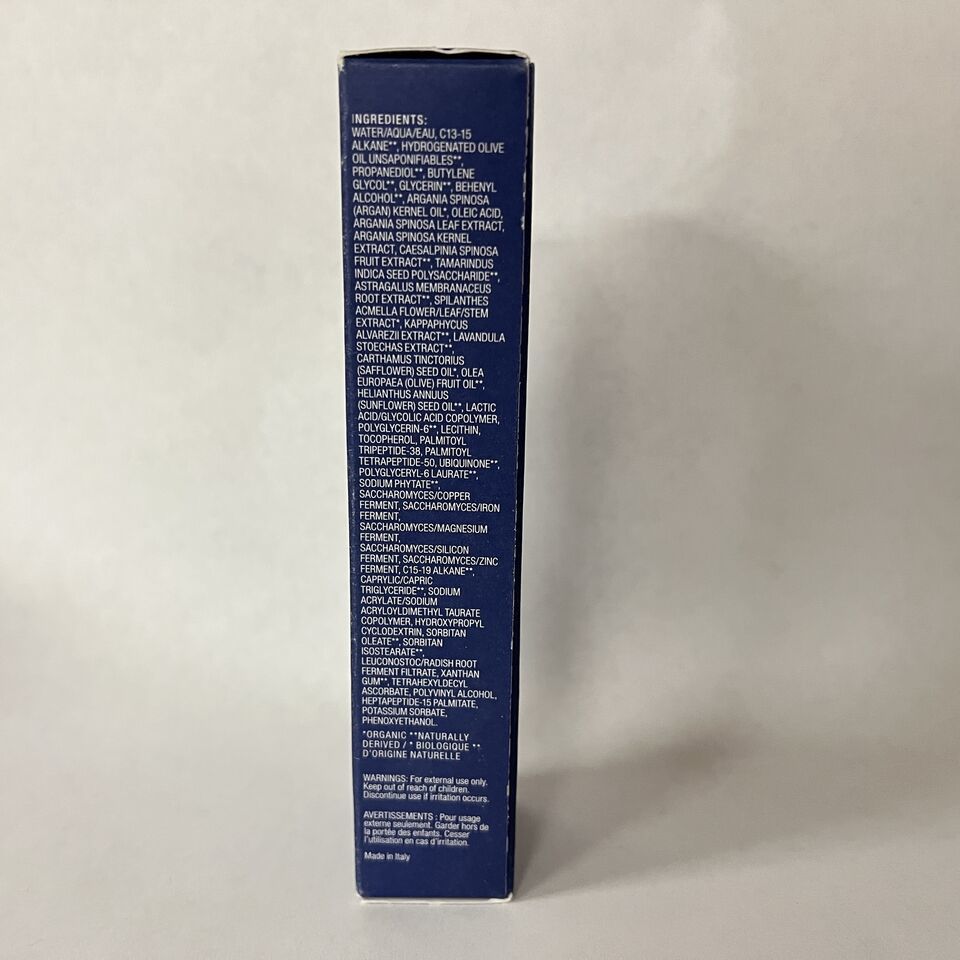 INGREDIENTS:
WATER/AQUA/EAU, C13-15
ALKANE**, HYDROGENATED OLIVE
OIL UNSAPONIFIABLES**,
PROPANEDIOL**, BUTYLENE
GLYCOL**, GLYCERIN**, BEHENYL
ALCOHOL**, ARGANIA SPINOSA
(ARGAN) KERNEL OIL*, OLEIC ACID,
ARGANIA SPINOSA LEAF EXTRACT,
ARGANIA SPINOSA KERNEL
EXTRACT, CAESALPINIA SPINOSA
FRUIT EXTRACT**, TAMARINDUS
INDICA SEED POLYSACCHARIDE**,
ASTRAGALUS MEMBRANACEUS
ROOT EXTRACT**, SPILANTHES
ACMELLA FLOWER/LEAF/STEM
EXTRACT*, KAPPAPHYCUS
ALVAREZII EXTRACT**, LAVANDULA
STOECHAS EXTRACT**,
CARTHAMUS TINCTORIUS
(SAFFLOWER) SEED OIL*, OLEA
EUROPAEA (OLIVE) FRUIT OIL**,
HELIANTHUS ANNUUS
(SUNFLOWER) SEED OIL**, LACTIC
ACID/GLYCOLIC ACID COPOLYMER,
POLYGLYCERIN-6**, LECITHIN,
TOCOPHEROL, PALMITOYL
TRIPEPTIDE-38, PALMITOYL
TETRAPEPTIDE-50, UBIQUINONE**,
POLYGLYCERYL-6 LAURATE**,
SODIUM PHYTATE**,
SACCHAROMYCES/COPPER
FERMENT, SACCHAROMYCES/IRON
FERMENT,
SACCHAROMYCES/MAGNESIUM
FERMENT,
SACCHAROMYCES/SILICON
FERMENT, SACCHAROMYCES/ZINC
FERMENT, C15-19 ALKANE**,
CAPRYLIC/CAPRIC
TRIGLYCERIDE**, SODIUM
ACRYLATE/SODIUM
ACRYLOYLDIMETHYL TAURATE
COPOLYMER, HYDROXYPROPYL
CYCLODEXTRIN, SORBITAN
OLEATE**, SORBITAN
ISOSTEARATE**,
LEUCONOSTOC/RADISH ROOT
FERMENT FILTRATE, XANTHAN
GUM**, TETRAHEXYLDECYL
ASCORBATE, POLYVINYL ALCOHOL,
HEPTAPEPTIDE-15 PALMITATE,
POTASSIUM SORBATE,
PHENOXYETHANOL.
*ORGANIC **NATURALLY
DERIVED / * BIOLOGIQUE **
D'ORIGINE NATURELLE
WARNINGS: For external use only.
Keep out of reach of children.
Discontinue use if irritation occurs.
AVERTISSEMENTS : Pour usage
externe seulement. Garder hors de
la portée des enfants. Cesser
l'utilisation en cas d'irritation.
Made in Italy